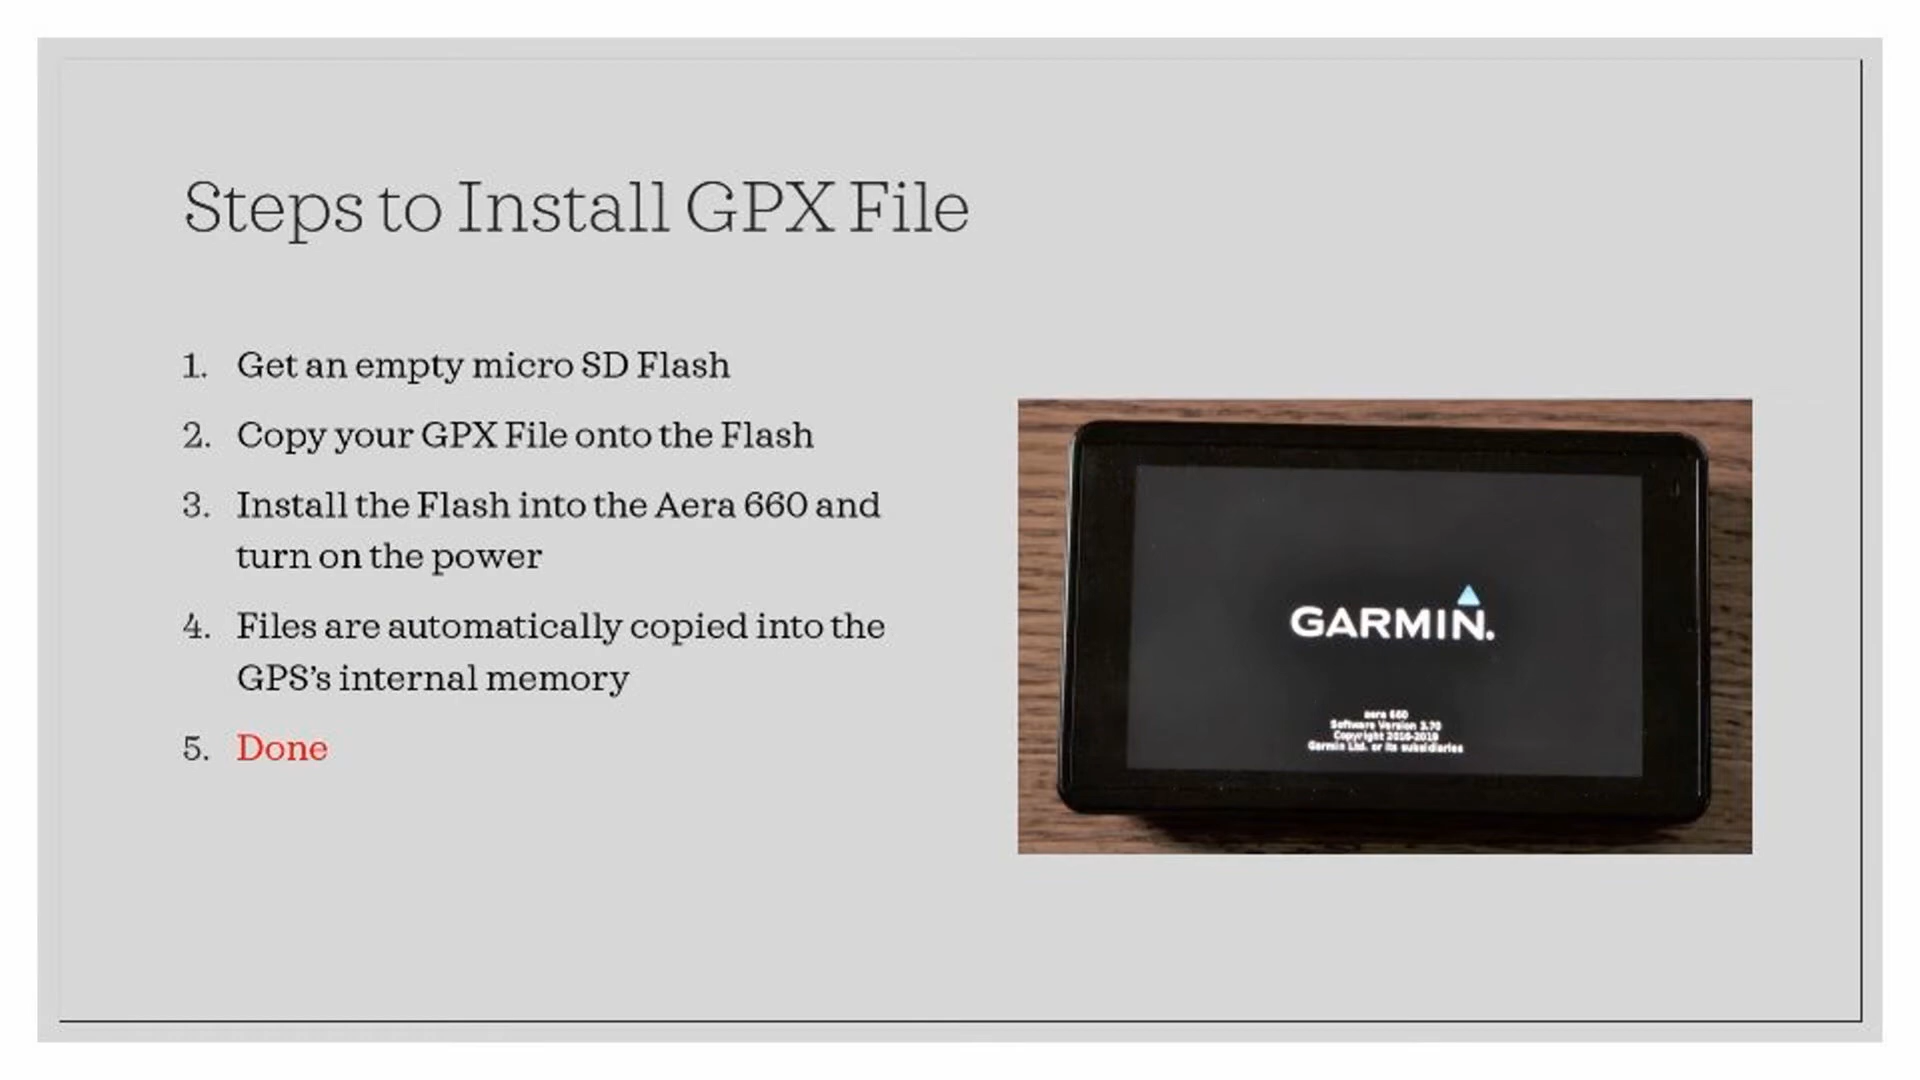 Steps to Install GPX File
1. Get an empty micro SD Flash
2. Copy your GPX File onto the Flash
3. Install the Flash into the Aera 660 and
turn on the power
4. Files are automatically copied into the
GPS’s internal memory
5. Done
GARMIN.
aera 660
Software Version 3.70
Copyright 2016-2019
Garmin Ltd. or its subsidiaries